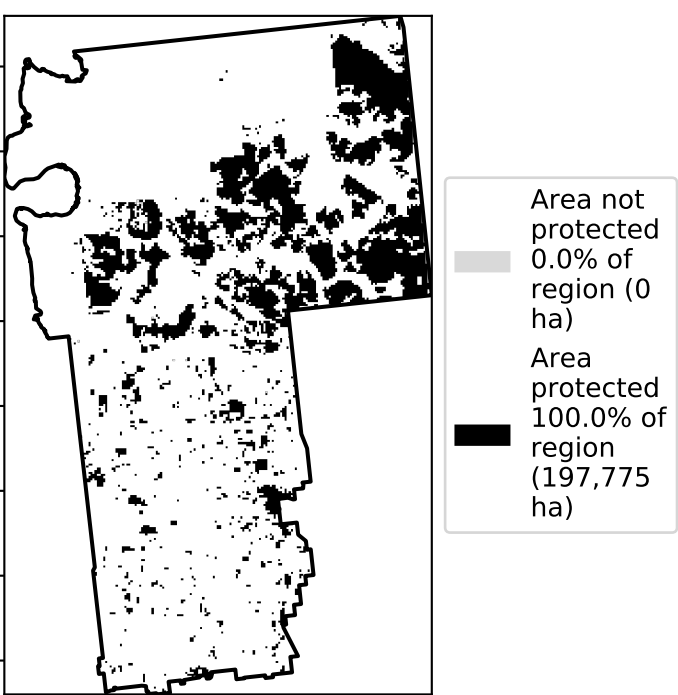 Area not
protected
0.0% of
region (0
ha)
Area
protected
100.0% of
region
(197,775
ha)